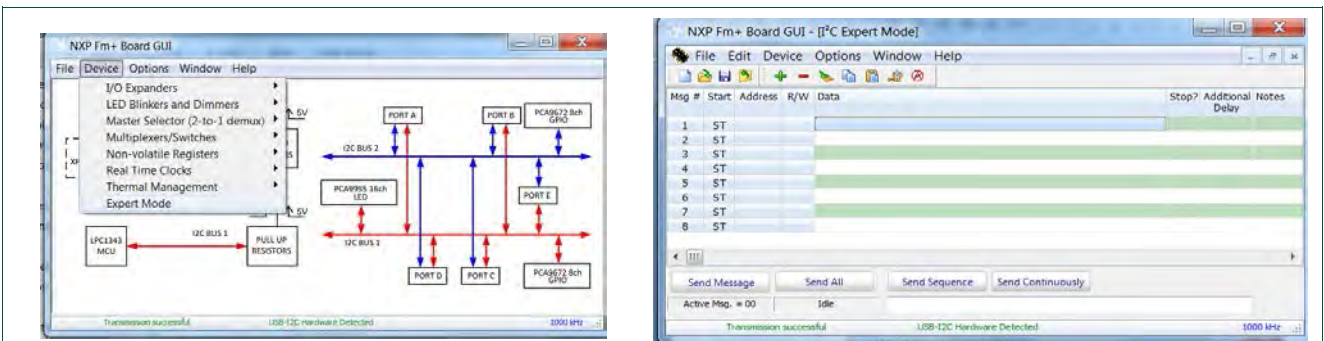 NXP Fm+ Board GUI
File Device Options Window Help
I/O Expanders
LED Blinkers and Dimmers
Master Selector (2-to-1 demux)
Multiplexers/Switches
Non-volatile Registers
Real Time Clocks
Thermal Management
Expert Mode
5V
5V
LPC1343
MCU
I2C BUS 1
PULL UP
RESISTORS
PORT A
PORT B
PCA9672 8ch
GPIO
I2C BUS 2
PCA9955 16ch
LED
PORT E
I2C BUS 1
PORT D
PORT C
PCA9672 8ch
GPIO
Transmission successful
USB-I2C Hardware Detected
1000 kHz
NXP Fm+ Board GUI - [I²C Expert Mode]
File Edit Device Options Window Help
Msg # Start Address R/W Data Stop? Additional Delay Notes
1 ST
2 ST
3 ST
4 ST
5 ST
6 ST
7 ST
8 ST
Send Message Send All Send Sequence Send Continuously
Active Msg. = 00 Idle
Transmission successful USB-I2C Hardware Detected 1000 kHz